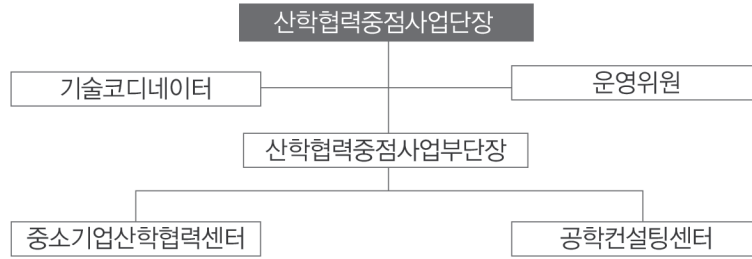 산학협력중점사업단장
기술코디네이터
운영위원
산학협력중점사업부단장
중소기업산학협력센터
공학컨설팅센터